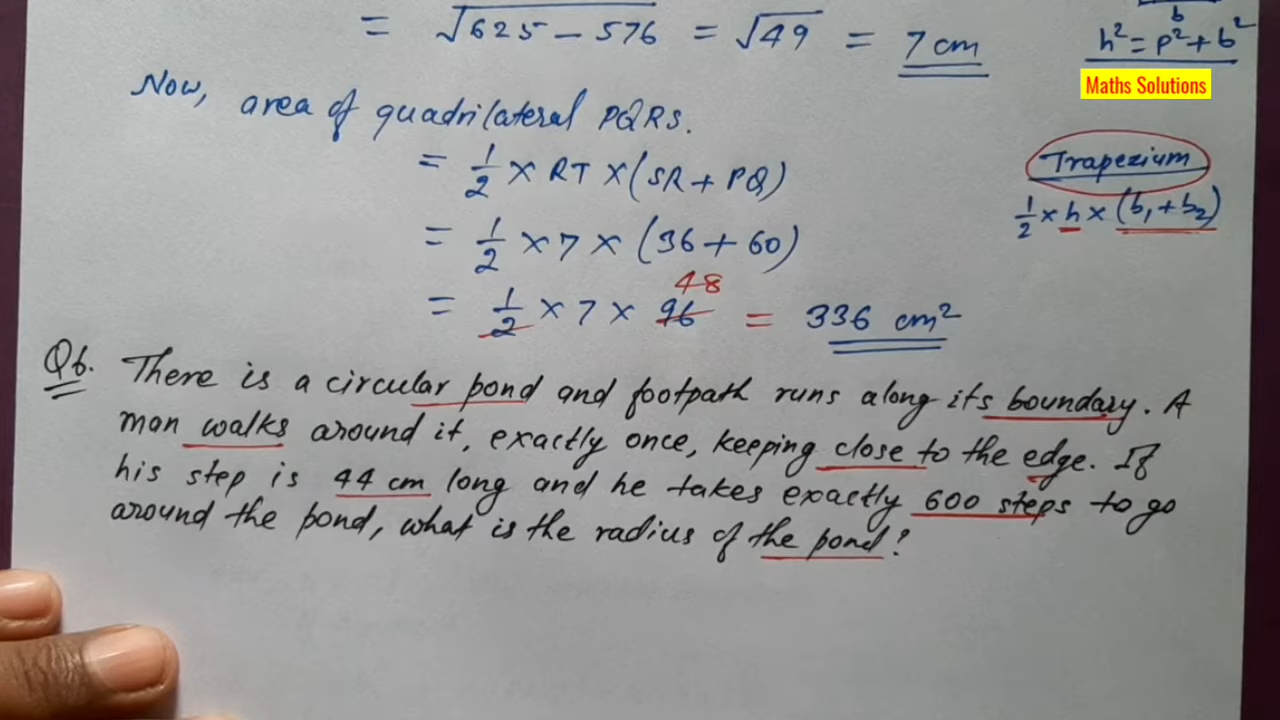 = √625 – 576 = √49 = 7 cm
b
h² = p² + b²
Maths Solutions
Now, area of quadrilateral PQRS.
= 1/2 × RT × (SR + PQ)
Trapezium
1/2 × h × (b₁ + b₂)
= 1/2 × 7 × (36 + 60)
48
= 1/2 × 7 × 96 = 336 cm²
Q6. There is a circular pond and footpath runs along its boundary. A
man walks around it, exactly once, keeping close to the edge. If
his step is 44 cm long and he takes exactly 600 steps to go
around the pond, what is the radius of the pond?